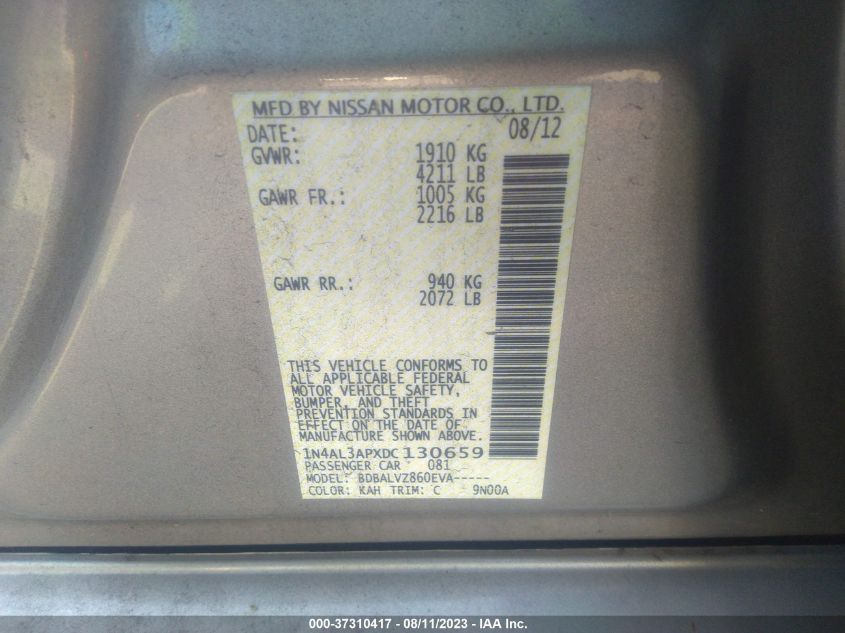 MFD BY NISSAN MOTOR CO., LTD.
DATE: 08/12
GVWR: 1910 KG
4211 LB
GAWR FR.: 1005 KG
2216 LB
GAWR RR.: 940 KG
2072 LB
THIS VEHICLE CONFORMS TO
ALL APPLICABLE FEDERAL
MOTOR VEHICLE SAFETY,
BUMPER, AND THEFT
PREVENTION STANDARDS IN
EFFECT ON THE DATE OF
MANUFACTURE SHOWN ABOVE.
1N4AL3APXDC130659
PASSENGER CAR 081
MODEL: BDBALVZ860EVA-----
COLOR: KAH TRIM: C 9N00A
000-37310417 - 08/11/2023 - IAA Inc.